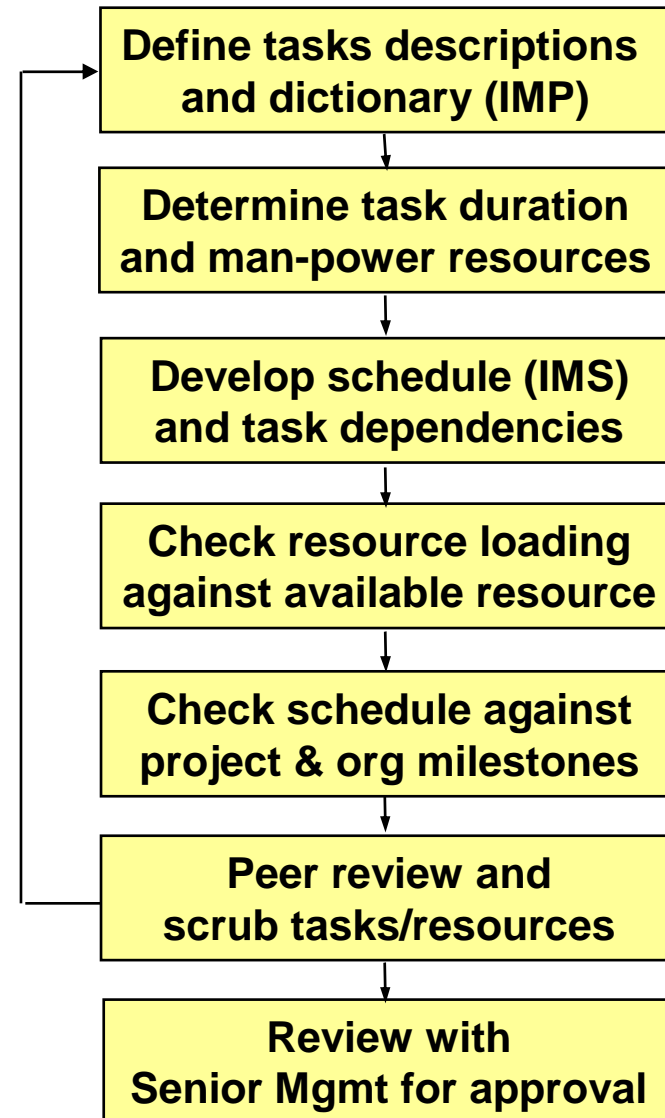 Define tasks descriptions
and dictionary (IMP)
Determine task duration
and man-power resources
Develop schedule (IMS)
and task dependencies
Check resource loading
against available resource
Check schedule against
project & org milestones
Peer review and
scrub tasks/resources
Review with
Senior Mgmt for approval